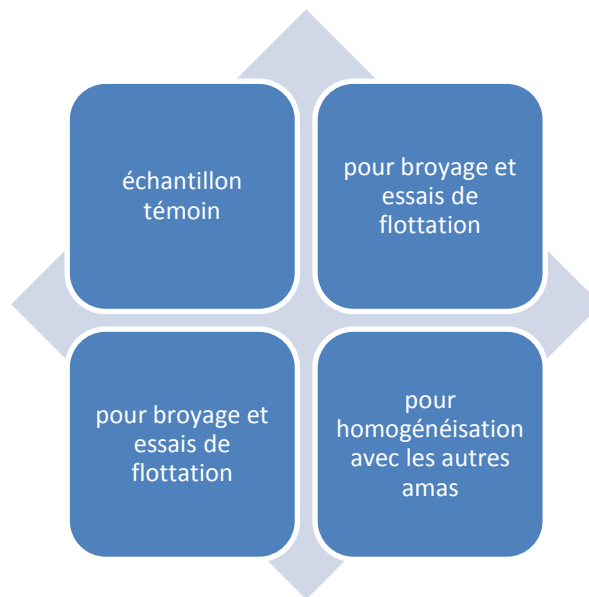 échantillon
témoin
pour broyage et
essais de
flottation
pour broyage et
essais de
flottation
pour
homogénéisation
avec les autres
amas